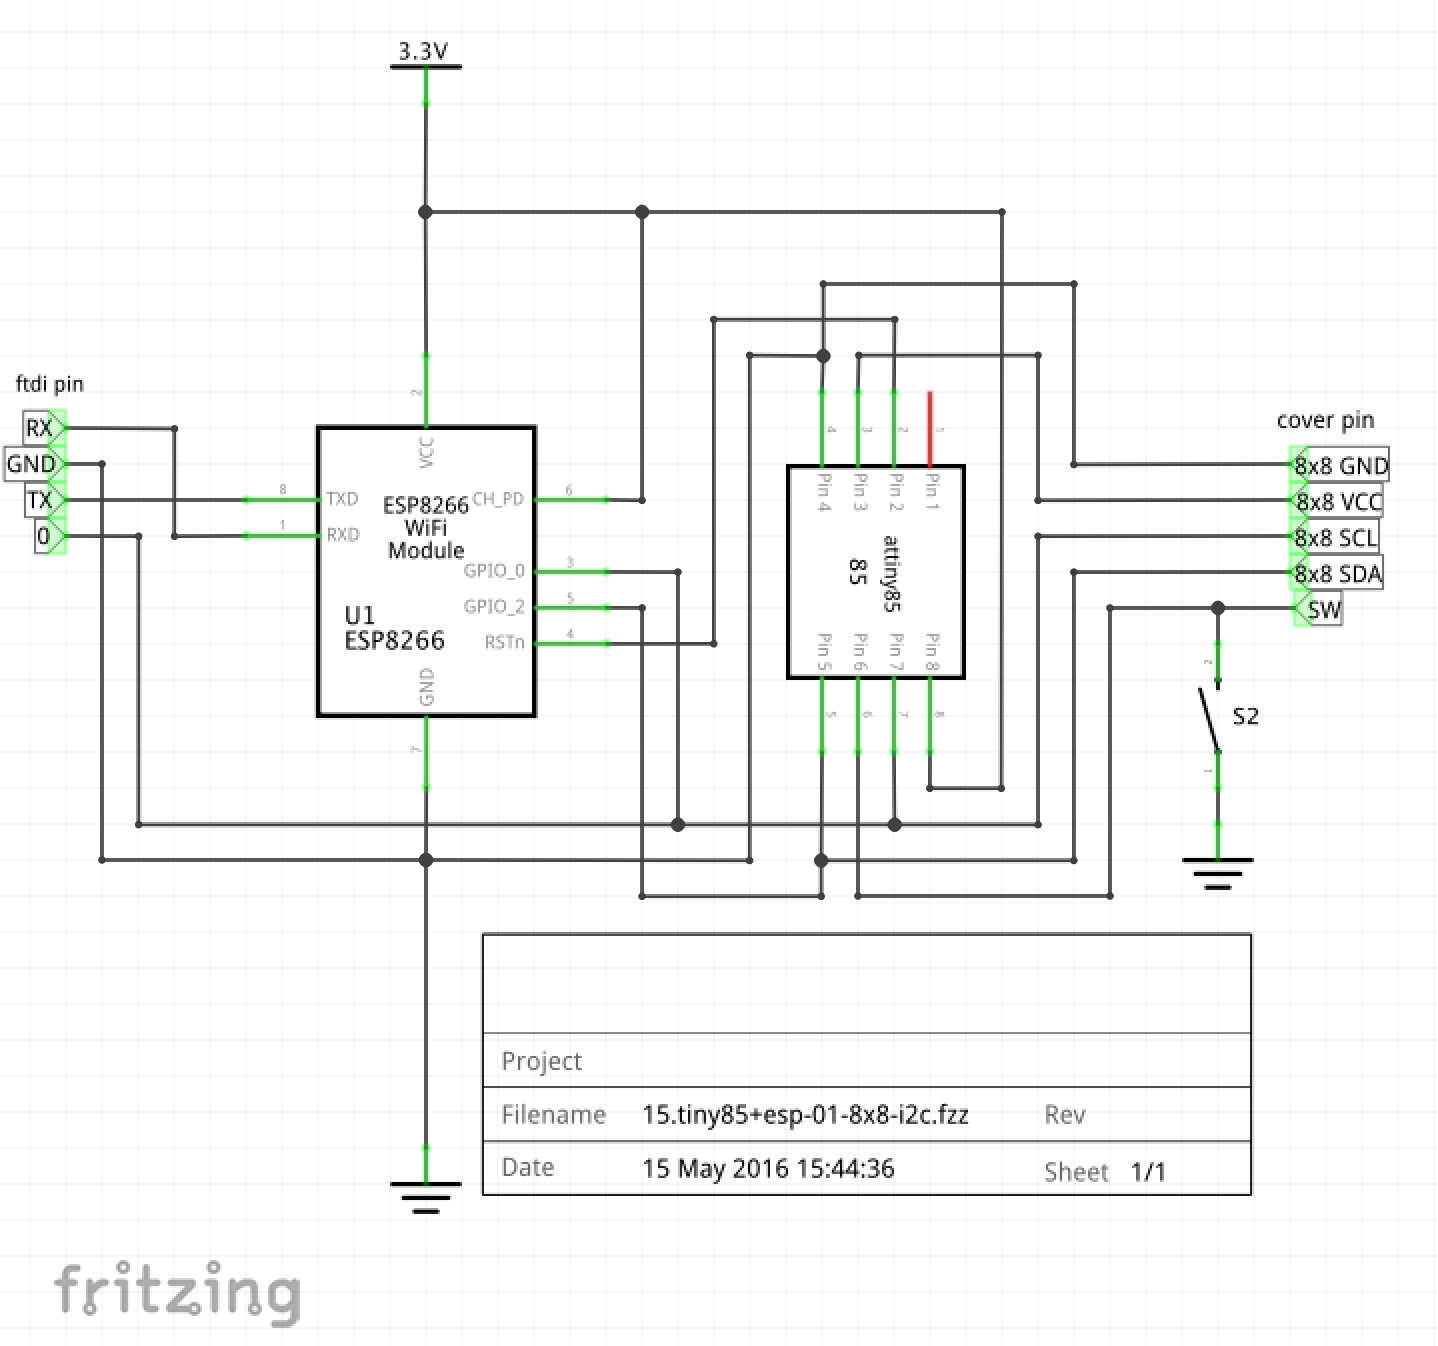 3.3V
ftdi pin
RX
GND
TX
0
2
VCC
8
TXD
1
RXD
ESP8266
WiFi
Module
CH_PD
6
GPIO_0
3
GPIO_2
5
RSTn
4
U1
ESP8266
GND
7
4
3
2
1
Pin 4
Pin 3
Pin 2
Pin 1
attiny85
85
Pin 5
Pin 6
Pin 7
Pin 8
5
6
7
8
cover pin
8x8 GND
8x8 VCC
8x8 SCL
8x8 SDA
SW
2
S2
1
Project
Filename 15.tiny85+esp-01-8x8-i2c.fzz Rev
Date 15 May 2016 15:44:36 Sheet 1/1
fritzing